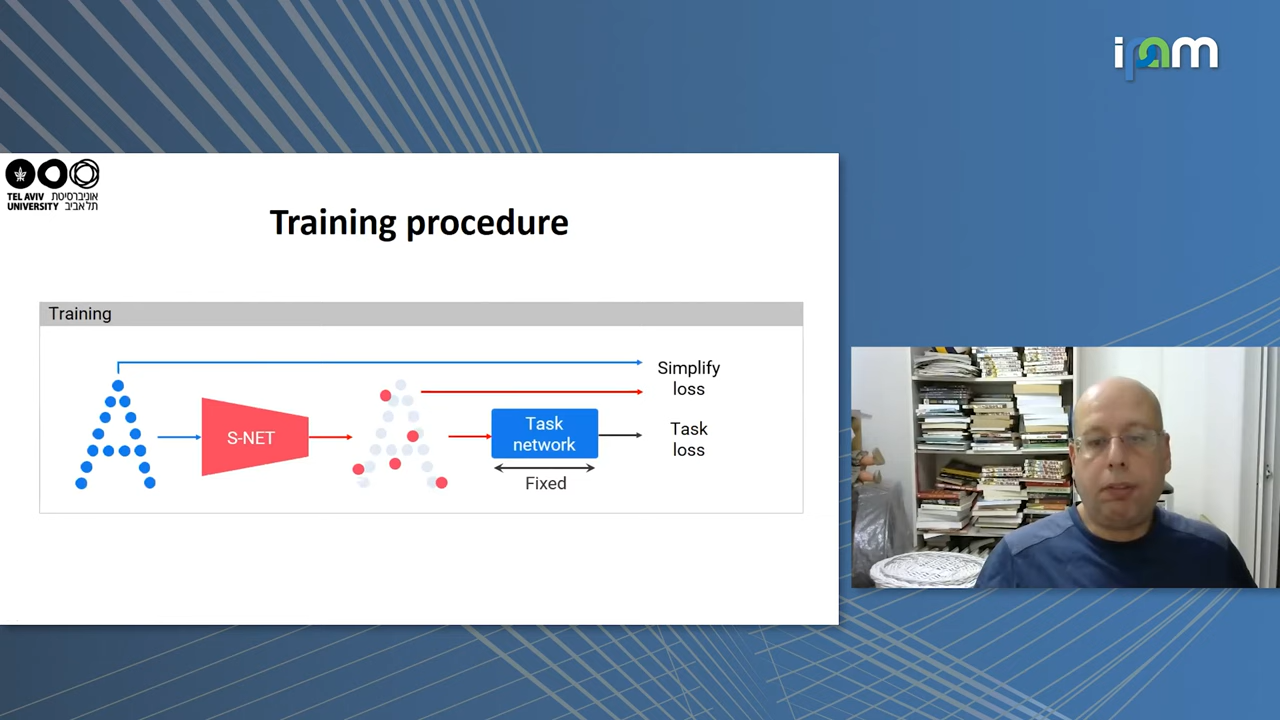 ipam
TEL AVIV אוניברסיטת
UNIVERSITY תל אביב
Training procedure
Training
Simplify
loss
S-NET
Task
network
Task
loss
Fixed